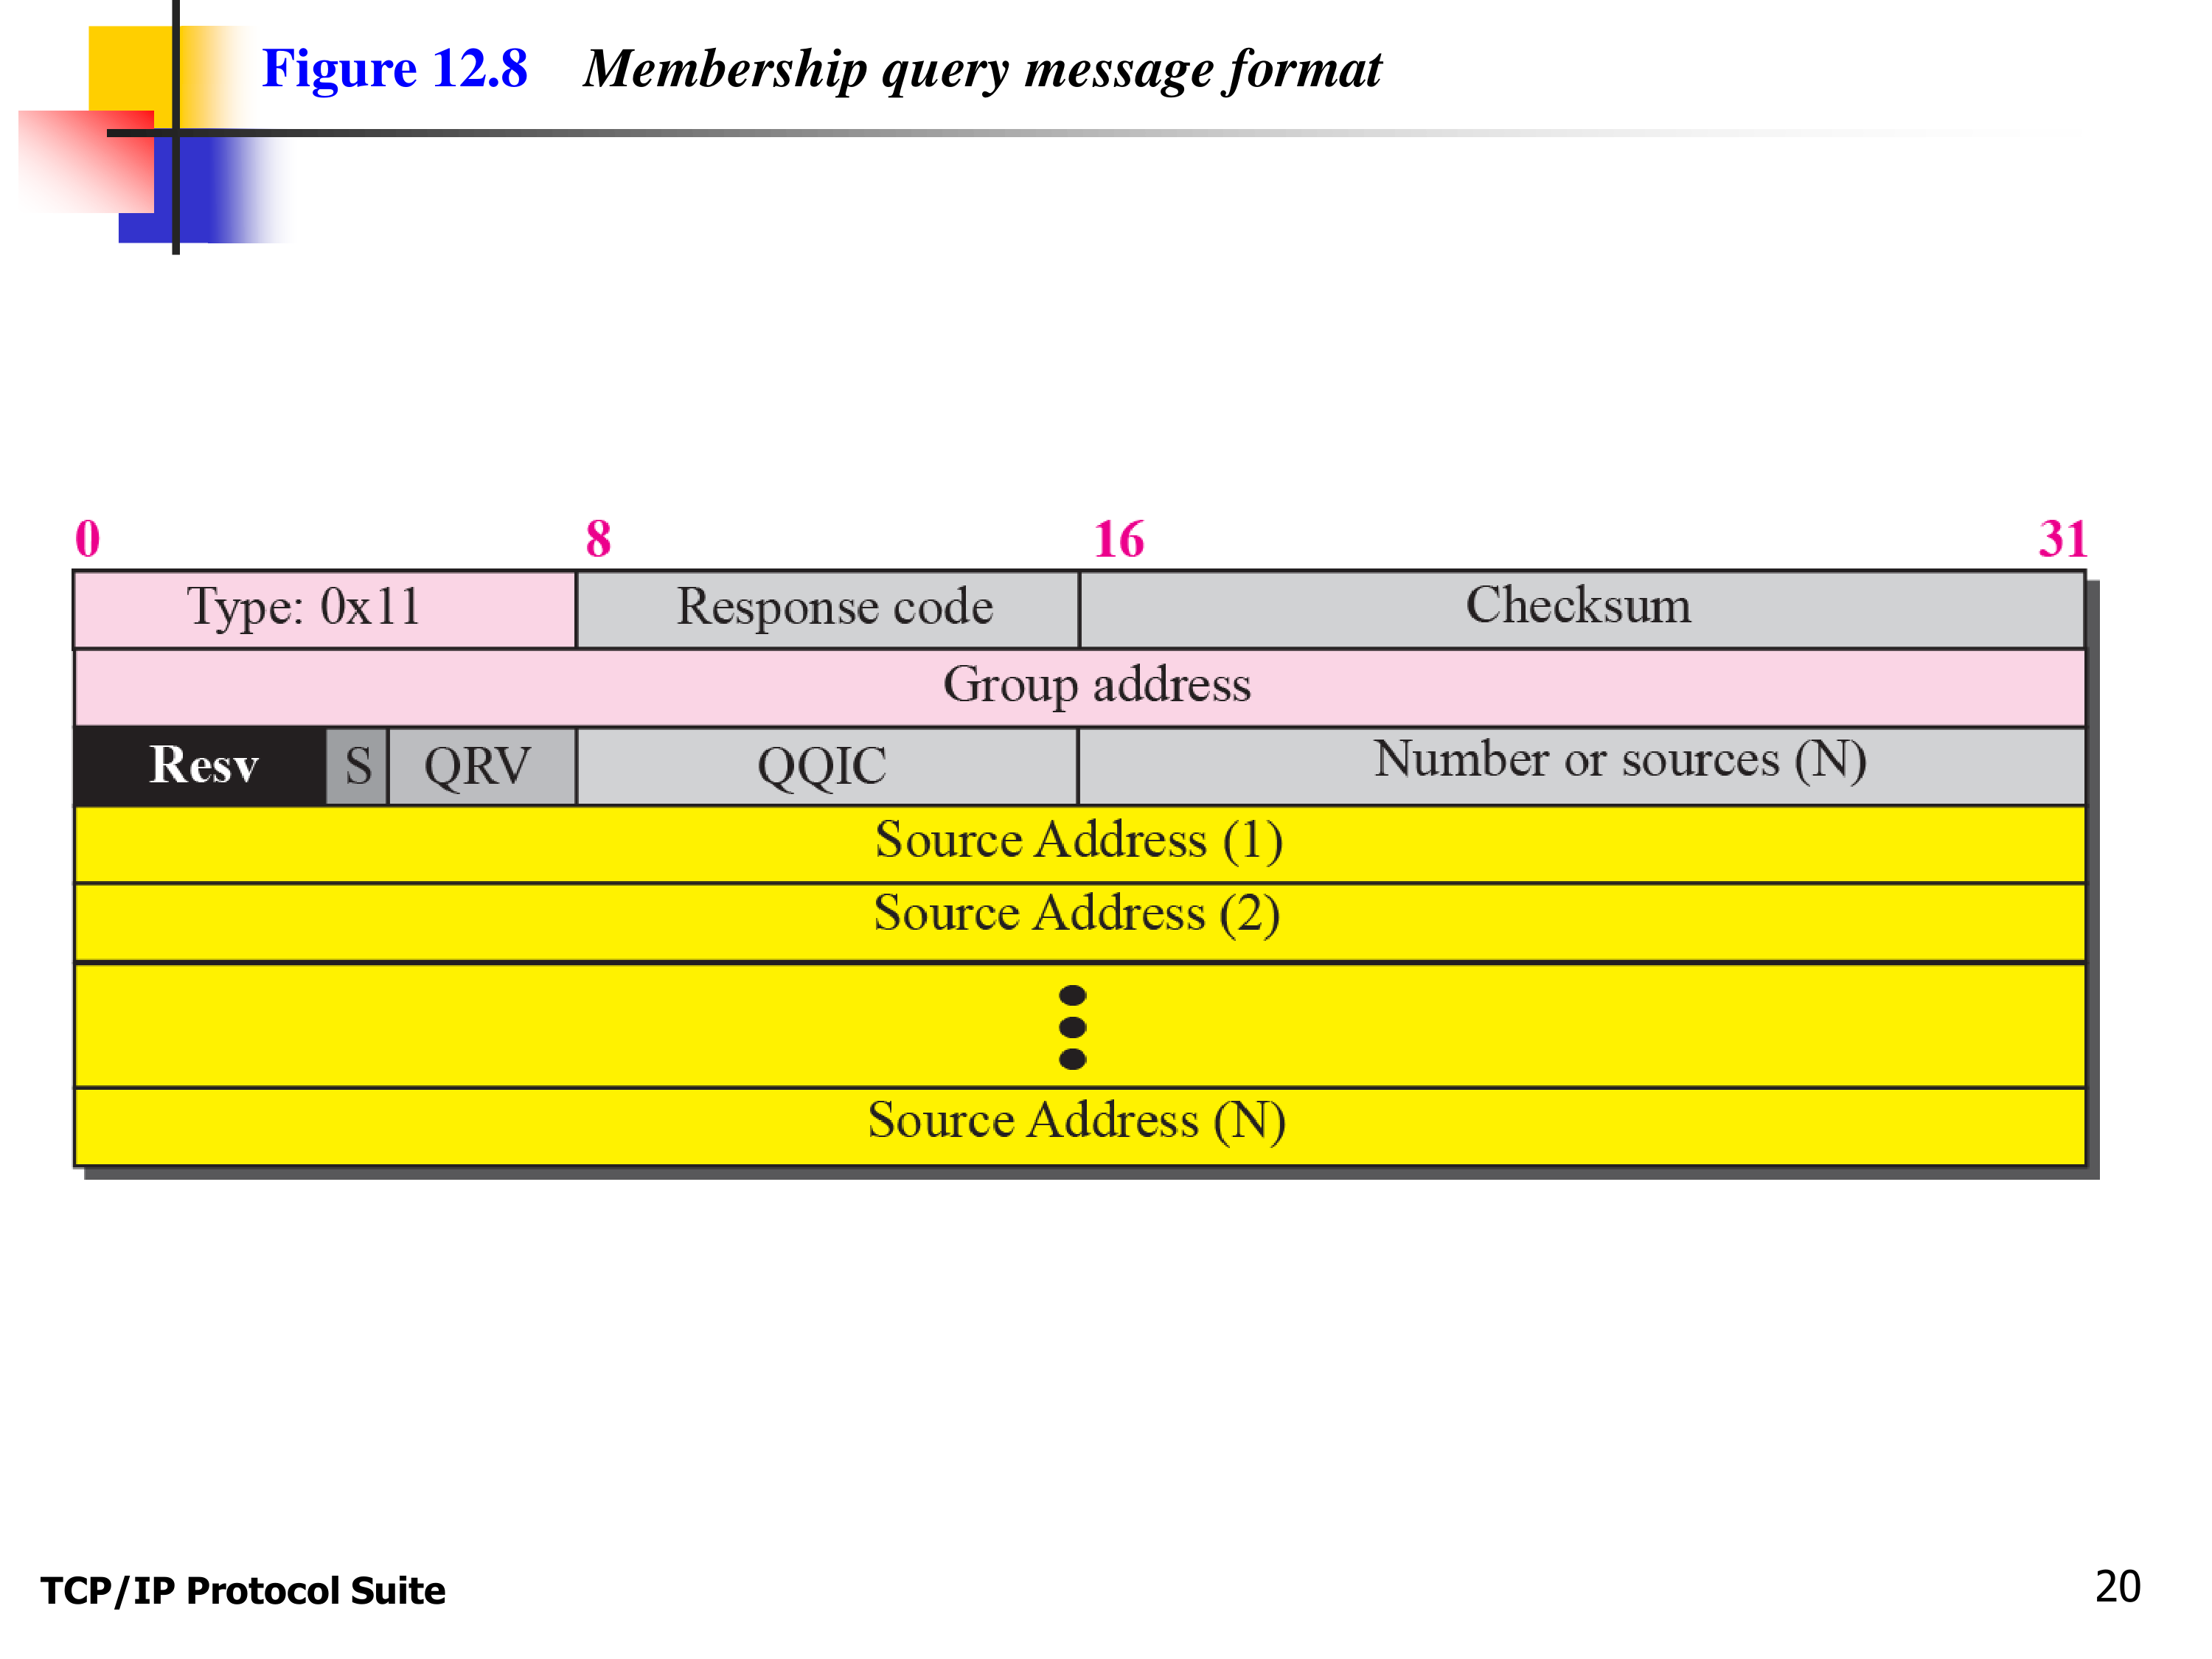 Figure 12.8 Membership query message format
0 8 16 31
Type: 0x11 Response code Checksum
Group address
Resv S QRV QQIC Number or sources (N)
Source Address (1)
Source Address (2)
Source Address (N)
TCP/IP Protocol Suite 20